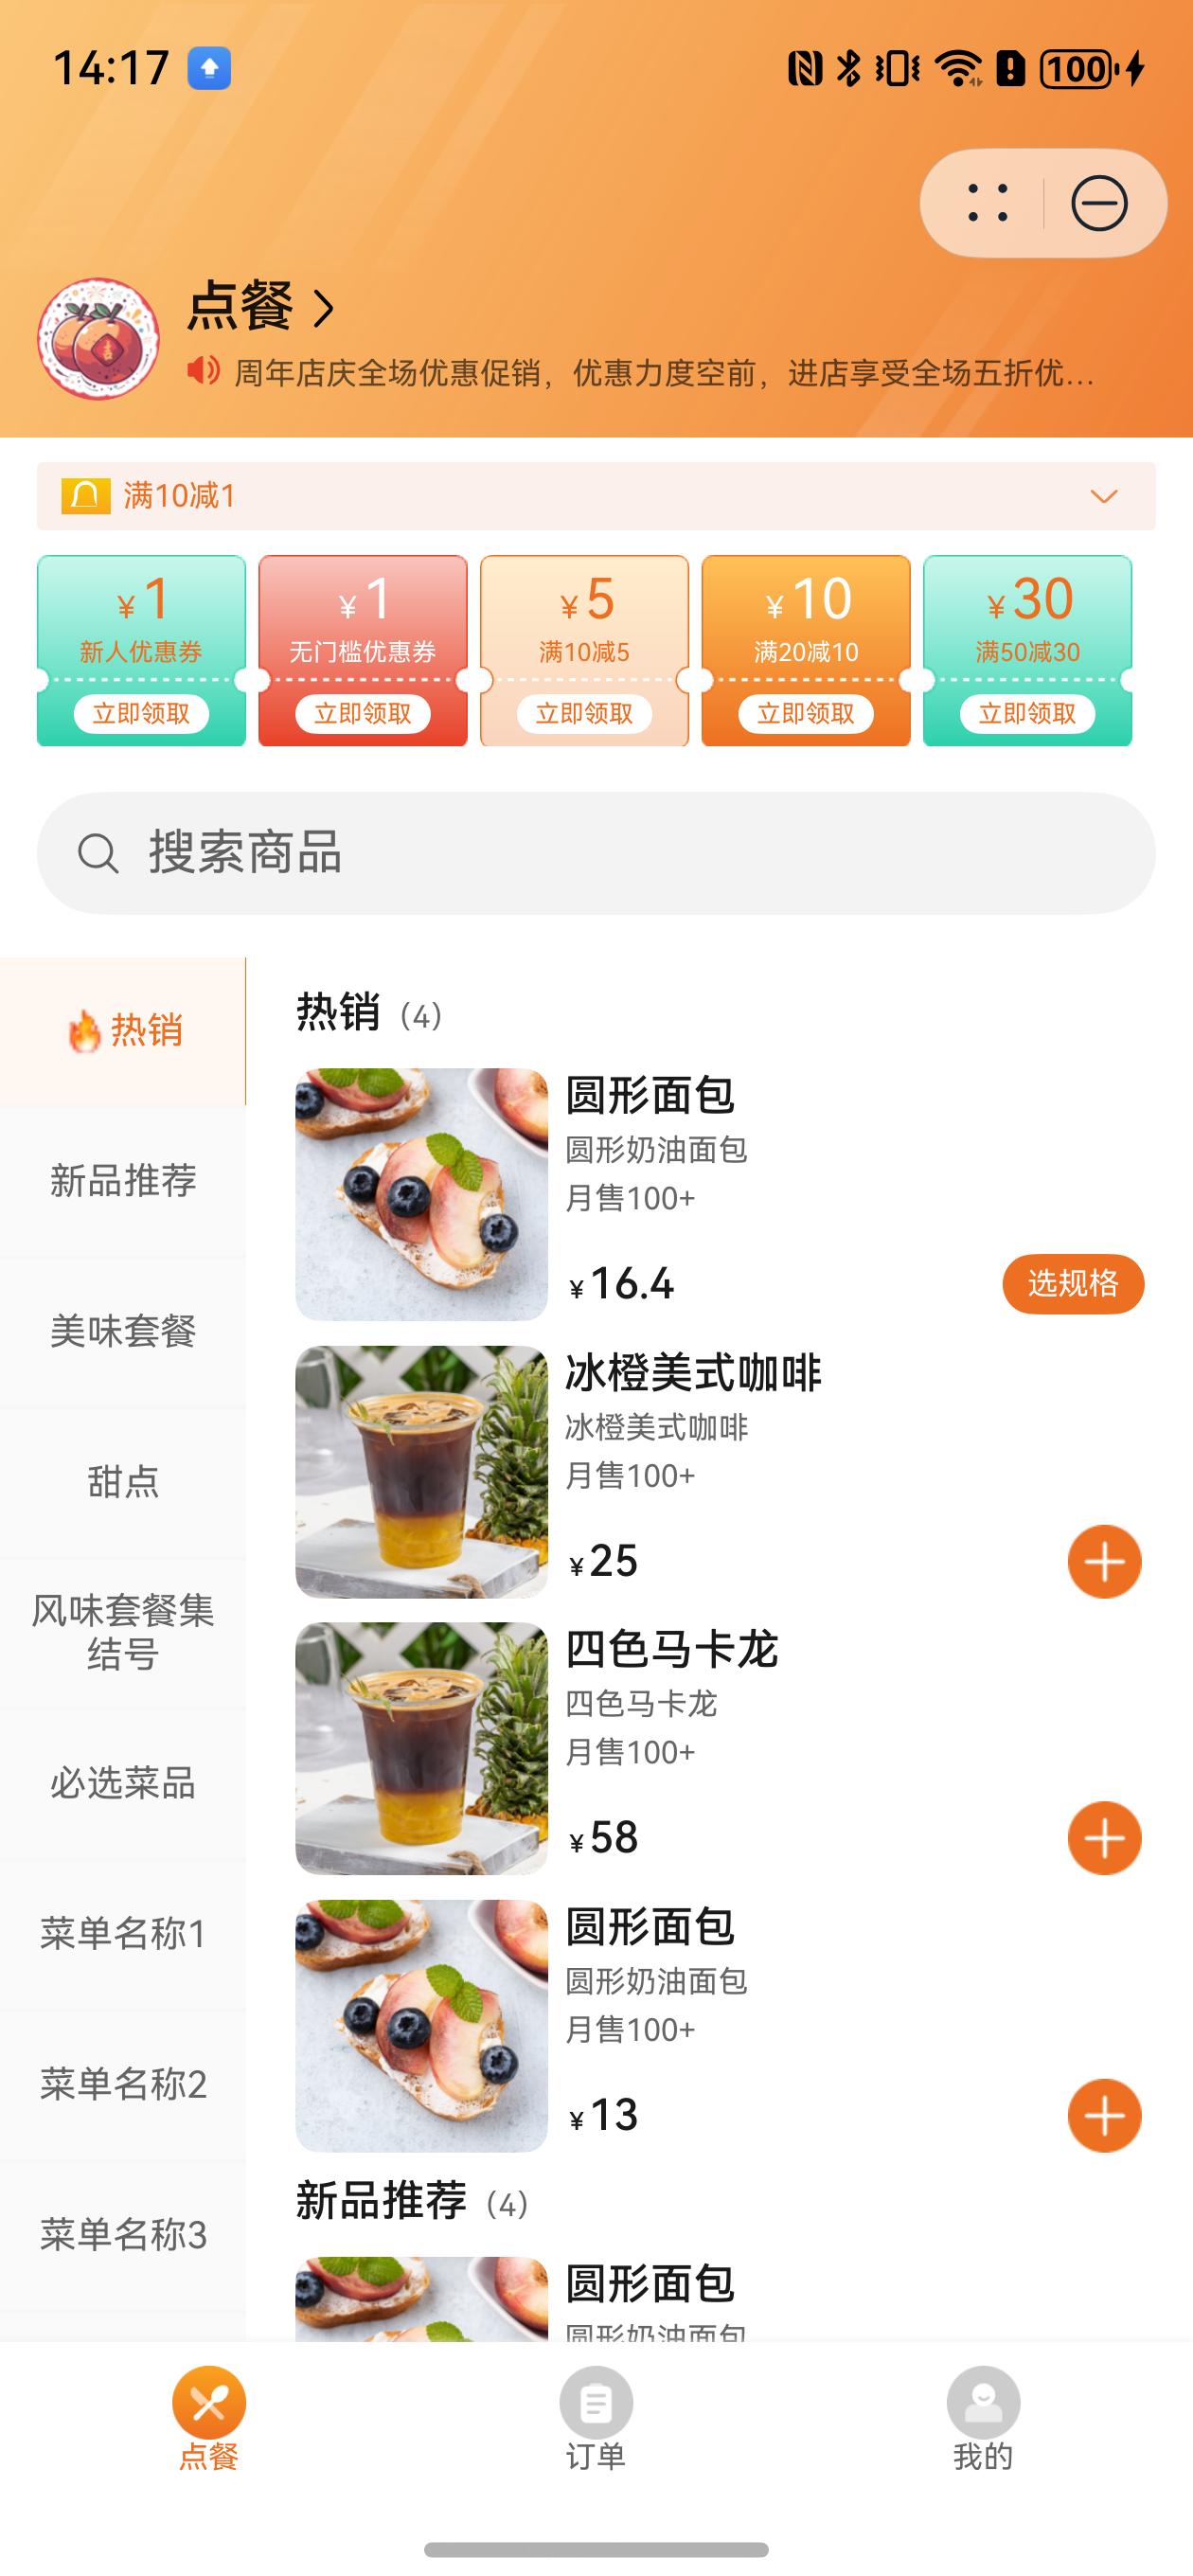 14:17
100
点餐
周年店庆全场优惠促销，优惠力度空前，进店享受全场五折优...
满10减1
¥1
新人优惠券
立即领取
¥1
无门槛优惠券
立即领取
¥5
满10减5
立即领取
¥10
满20减10
立即领取
¥30
满50减30
立即领取
搜索商品
热销
新品推荐
美味套餐
甜点
风味套餐集
结号
必选菜品
菜单名称1
菜单名称2
菜单名称3
热销（4）
圆形面包
圆形奶油面包
月售100+
¥16.4
选规格
冰橙美式咖啡
冰橙美式咖啡
月售100+
¥25
四色马卡龙
四色马卡龙
月售100+
¥58
圆形面包
圆形奶油面包
月售100+
¥13
新品推荐（4）
圆形面包
圆形奶油面包
点餐
订单
我的